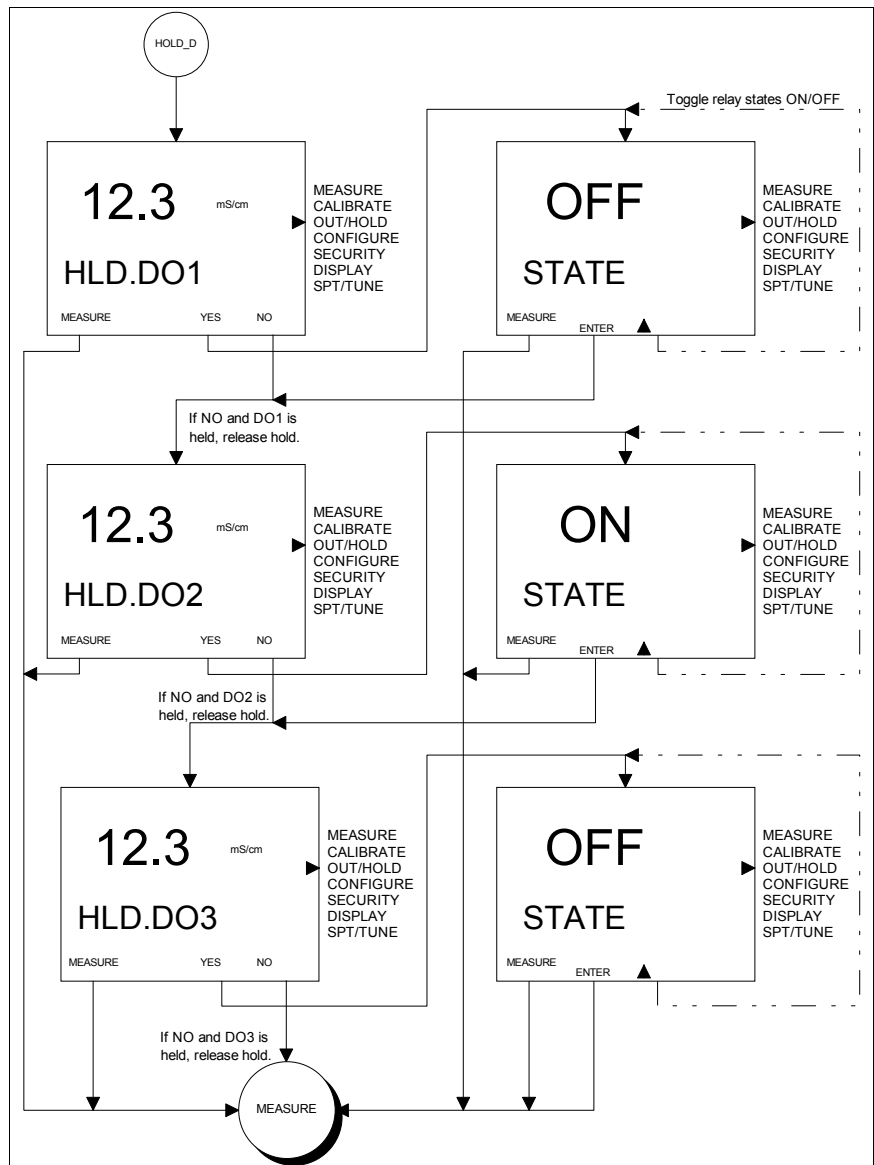 HOLD_D
Toggle relay states ON/OFF
12.3 mS/cm
HLD.DO1
MEASURE YES NO
MEASURE
CALIBRATE
OUT/HOLD
CONFIGURE
SECURITY
DISPLAY
SPT/TUNE
OFF
STATE
MEASURE ENTER
MEASURE
CALIBRATE
OUT/HOLD
CONFIGURE
SECURITY
DISPLAY
SPT/TUNE
If NO and DO1 is
held, release hold.
12.3 mS/cm
HLD.DO2
MEASURE YES NO
MEASURE
CALIBRATE
OUT/HOLD
CONFIGURE
SECURITY
DISPLAY
SPT/TUNE
ON
STATE
MEASURE ENTER
MEASURE
CALIBRATE
OUT/HOLD
CONFIGURE
SECURITY
DISPLAY
SPT/TUNE
If NO and DO2 is
held, release hold.
12.3 mS/cm
HLD.DO3
MEASURE YES NO
MEASURE
CALIBRATE
OUT/HOLD
CONFIGURE
SECURITY
DISPLAY
SPT/TUNE
OFF
STATE
MEASURE ENTER
MEASURE
CALIBRATE
OUT/HOLD
CONFIGURE
SECURITY
DISPLAY
SPT/TUNE
If NO and DO3 is
held, release hold.
MEASURE